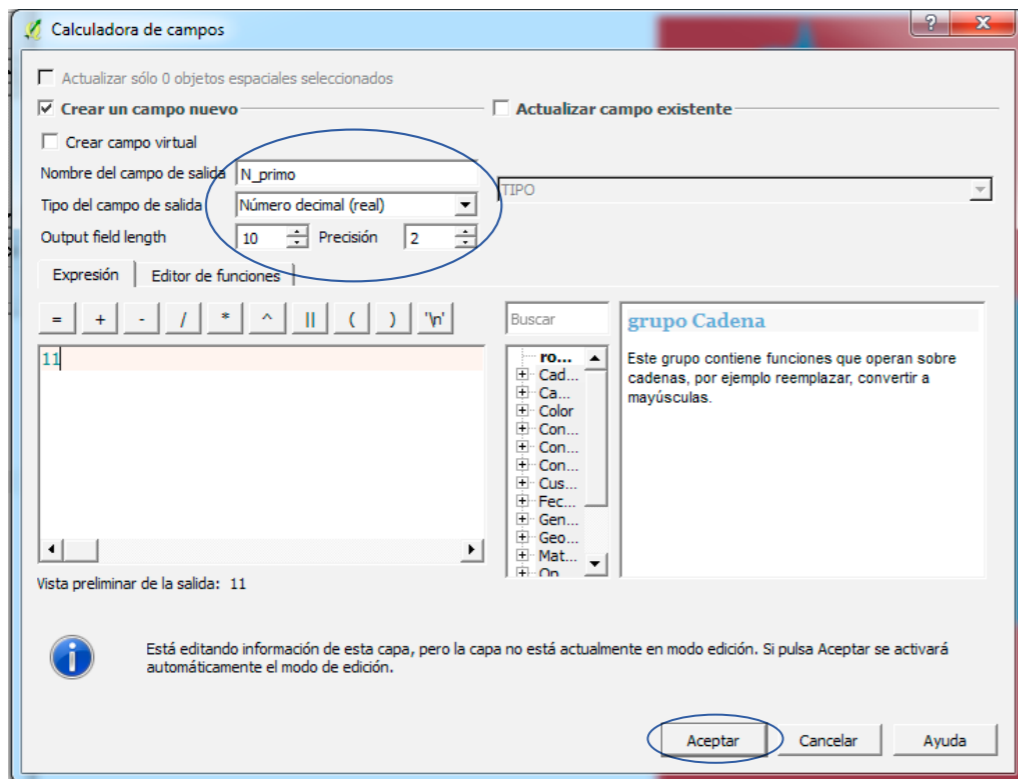 Calculadora de campos
Actualizar sólo 0 objetos espaciales seleccionados
Crear un campo nuevo
Actualizar campo existente
Crear campo virtual
Nombre del campo de salida N_primo
TIPO
Tipo del campo de salida Número decimal (real)
Output field length 10 Precisión 2
Expresión Editor de funciones
= + - / * ^ || ( ) '\n'
11
Buscar
ro...
Cad...
Ca...
Color
Con...
Con...
Con...
Cus...
Fec...
Gen...
Geo...
Mat...
On
grupo Cadena
Este grupo contiene funciones que operan sobre
cadenas, por ejemplo reemplazar, convertir a
mayúsculas.
Vista preliminar de la salida: 11
Está editando información de esta capa, pero la capa no está actualmente en modo edición. Si pulsa Aceptar se activará
automáticamente el modo de edición.
Aceptar Cancelar Ayuda